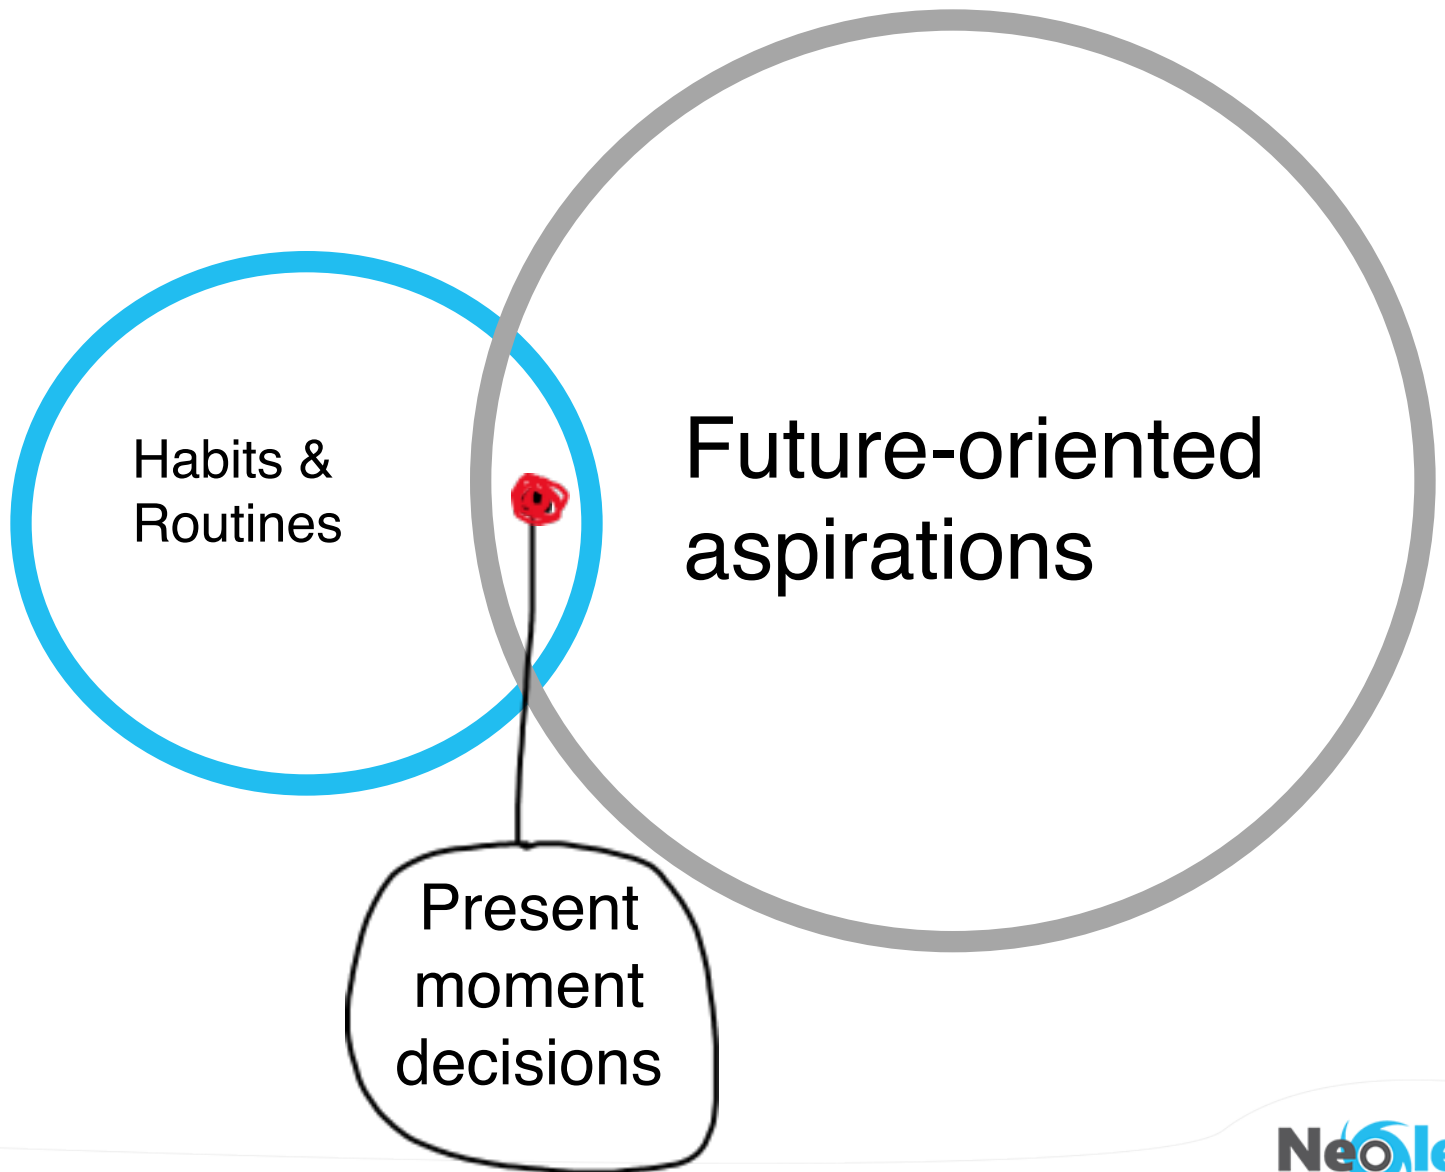 Habits &
Routines
Future-oriented
aspirations
Present
moment
decisions